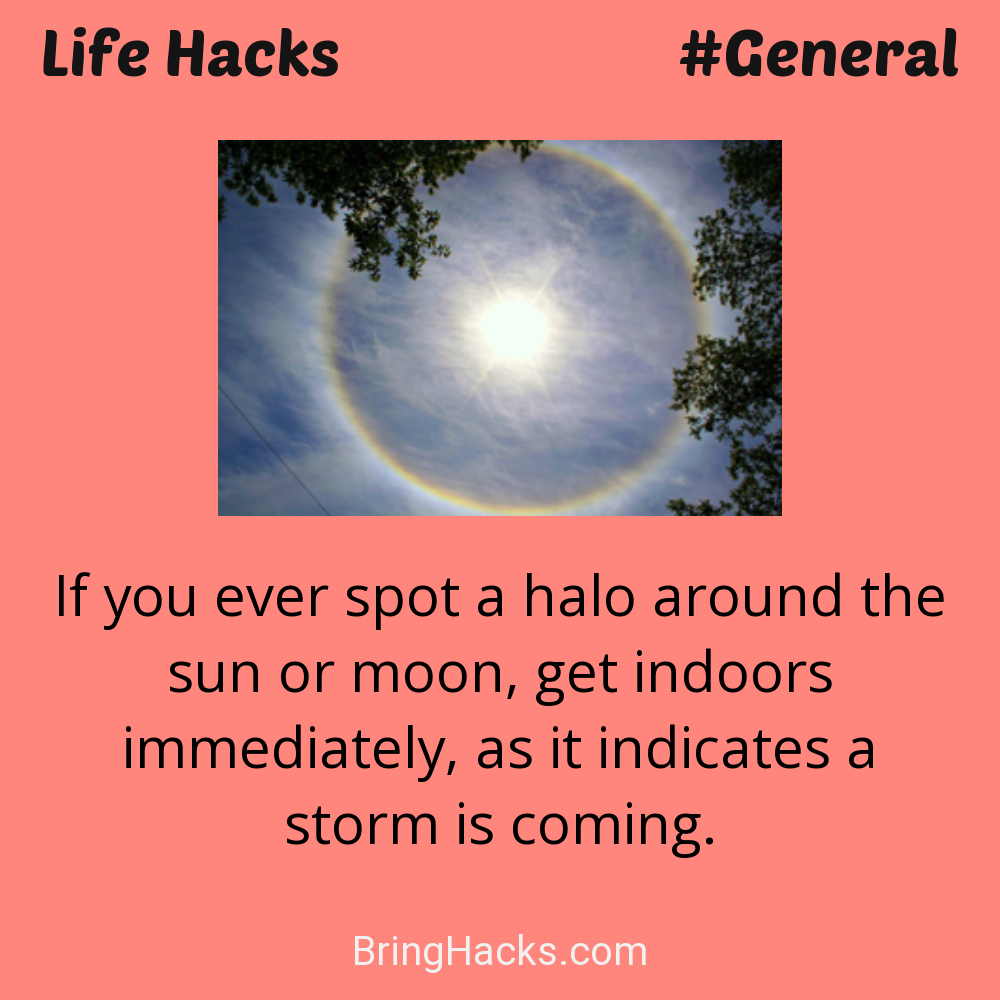 Life Hacks #General
If you ever spot a halo around the
sun or moon, get indoors
immediately, as it indicates a
storm is coming.
BringHacks.com